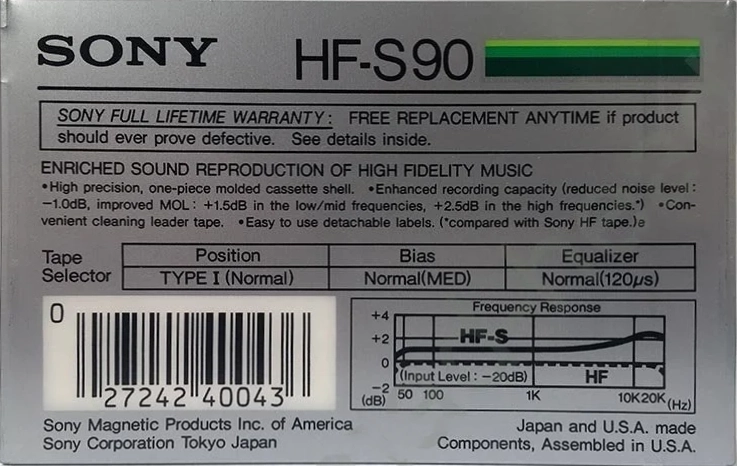 SONY HF-S90
SONY FULL LIFETIME WARRANTY: FREE REPLACEMENT ANYTIME if product
should ever prove defective. See details inside.
ENRICHED SOUND REPRODUCTION OF HIGH FIDELITY MUSIC
•High precision, one-piece molded cassette shell. •Enhanced recording capacity (reduced noise level:
−1.0dB, improved MOL: +1.5dB in the low/mid frequencies, +2.5dB in the high frequencies.*) •Con-
venient cleaning leader tape. •Easy to use detachable labels. (*compared with Sony HF tape.)e
Tape Selector
Position Bias Equalizer
TYPE I (Normal) Normal(MED) Normal(120µs)
0
27242 40043
Frequency Response
+4
+2 HF-S
0
(Input Level: −20dB) HF
−2
(dB) 50 100 1K 10K 20K (Hz)
Sony Magnetic Products Inc. of America
Sony Corporation Tokyo Japan
Japan and U.S.A. made
Components, Assembled in U.S.A.